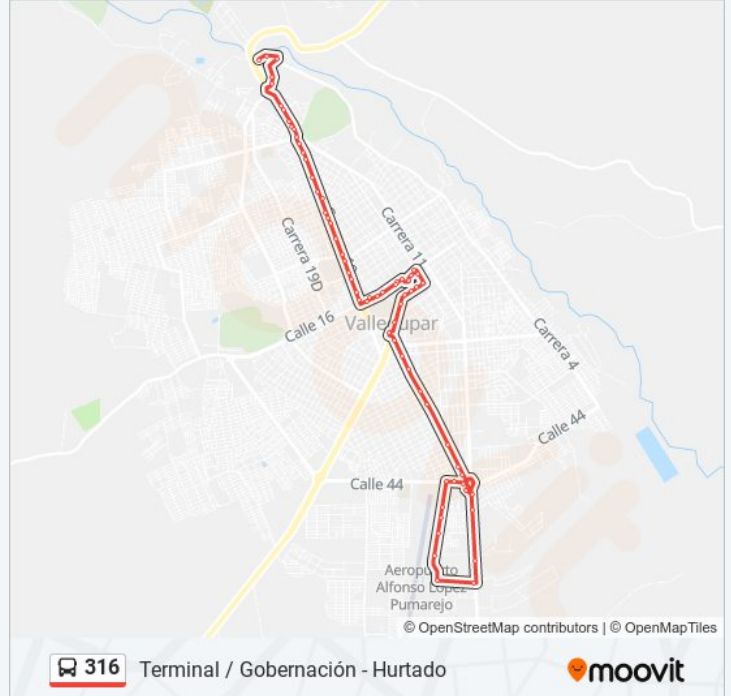 Carrera 11
Carrera 19D
Calle 16
Valledupar
Carrera 4
Calle 44
Calle 44
Aeropuerto
Alfonso López
Pumarejo
© OpenStreetMap contributors | © OpenMapTiles
316 Terminal / Gobernación - Hurtado
moovit